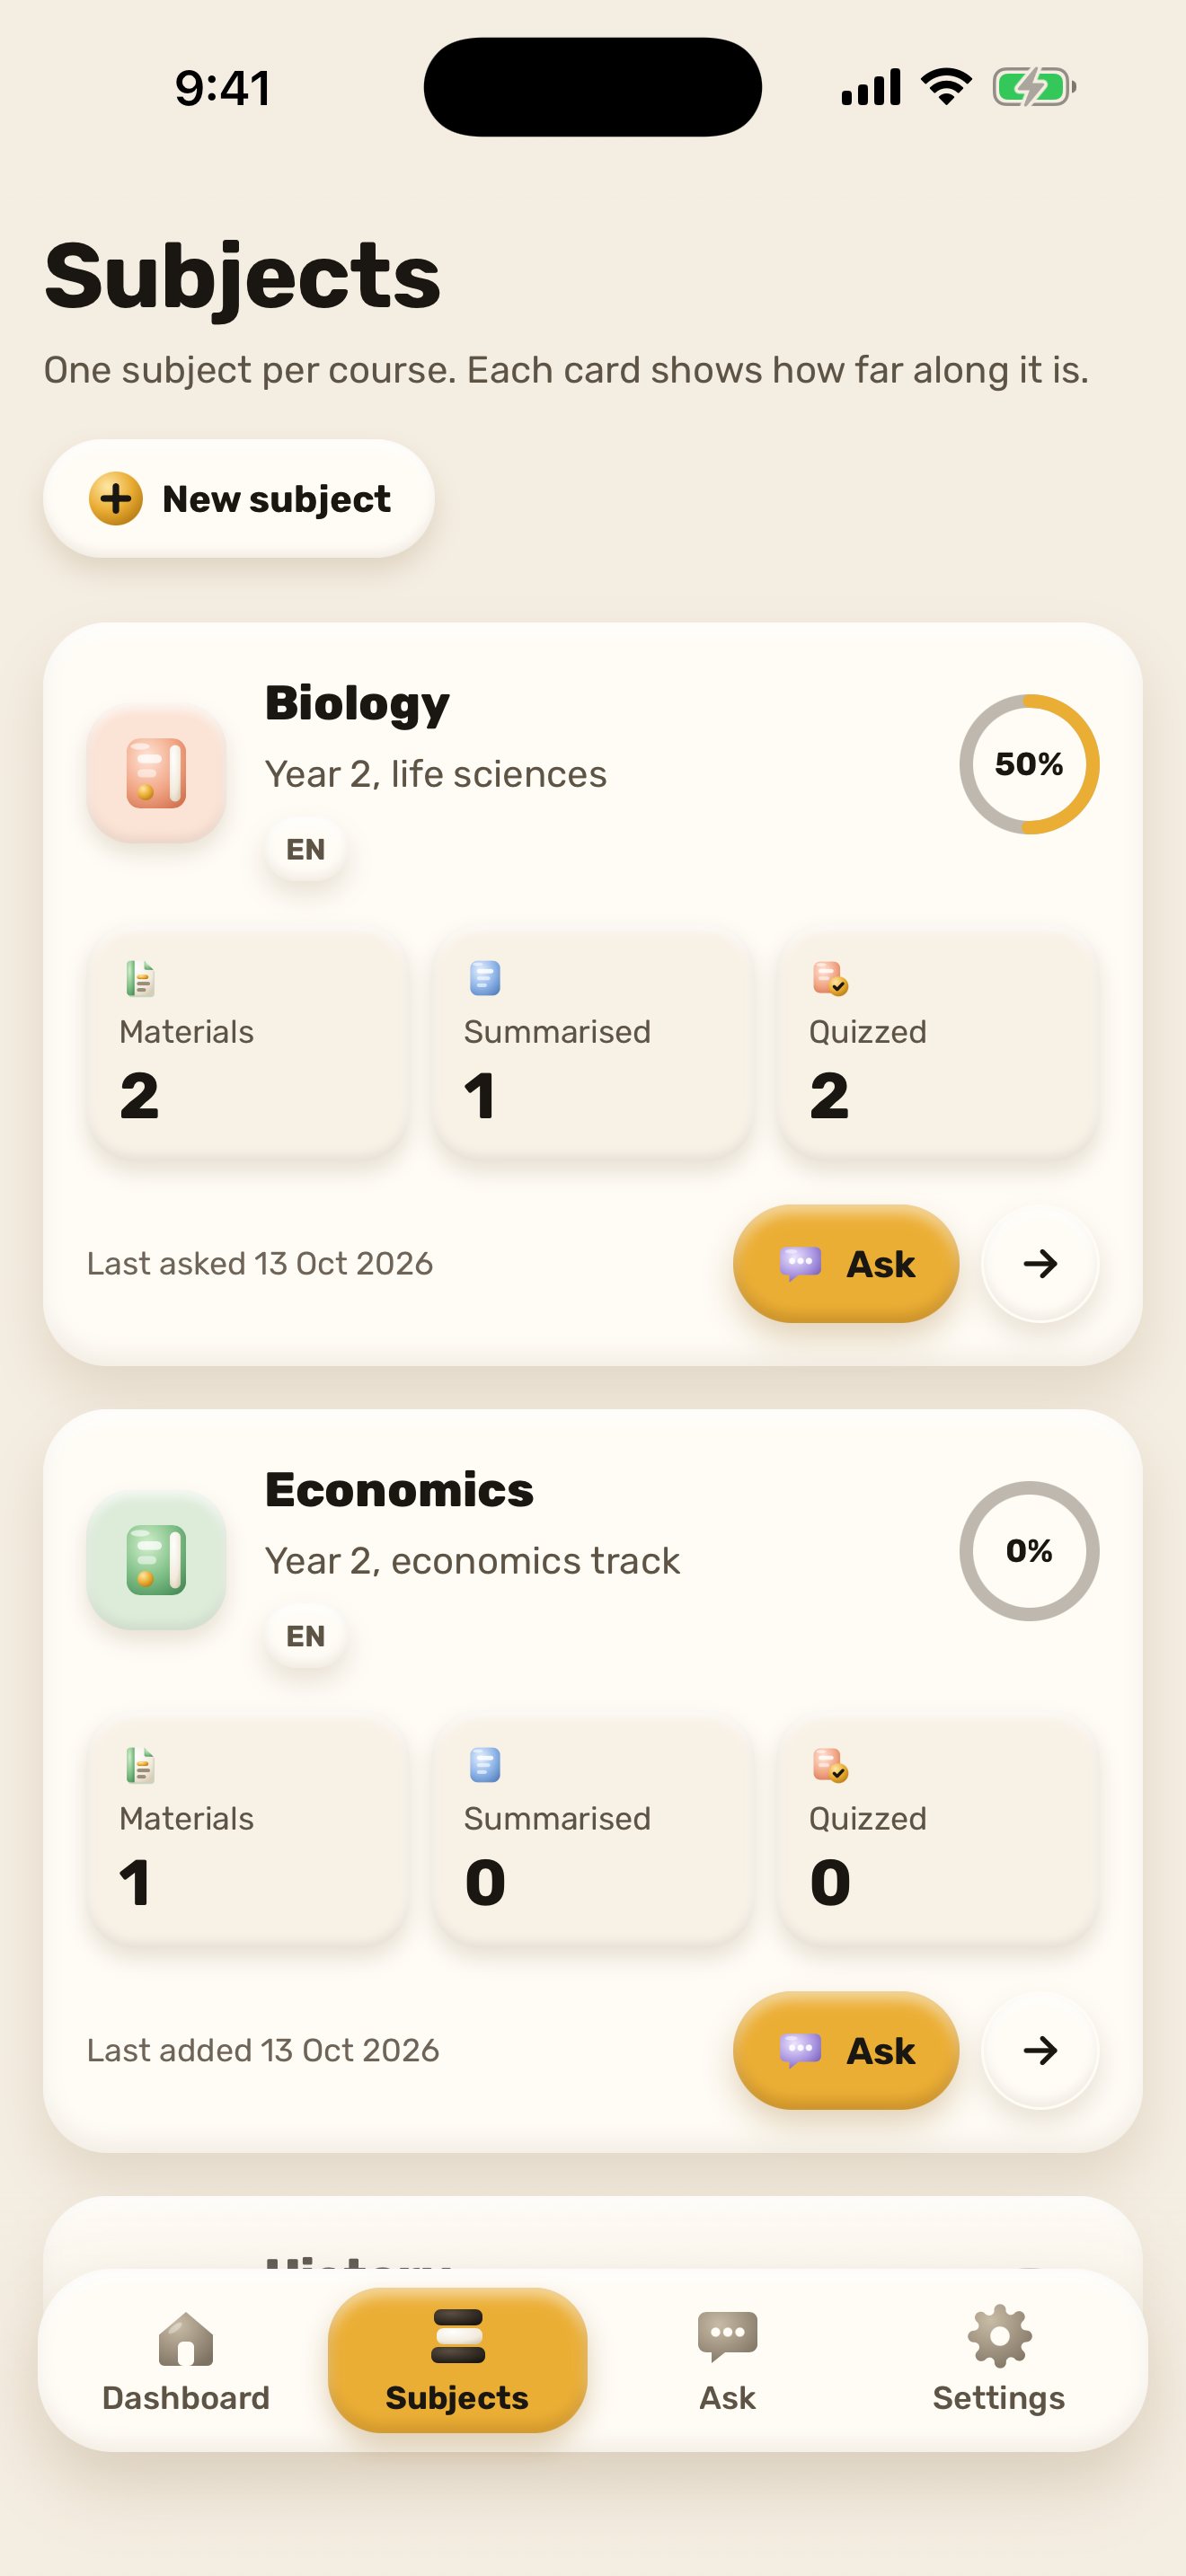 9:41
Subjects
One subject per course. Each card shows how far along it is.
New subject
Biology
Year 2, life sciences
50%
EN
Materials
2
Summarised
1
Quizzed
2
Last asked 13 Oct 2026
Ask
Economics
Year 2, economics track
0%
EN
Materials
1
Summarised
0
Quizzed
0
Last added 13 Oct 2026
Ask
History
Dashboard
Subjects
Ask
Settings